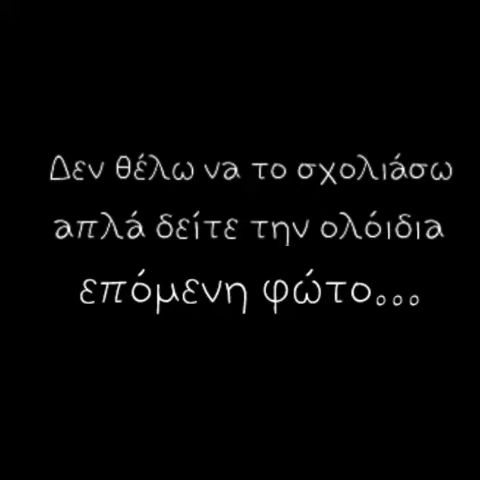 Δεν θέλω να το σχολιάσω
απλά δείτε την ολόιδια
επόμενη φώτο...